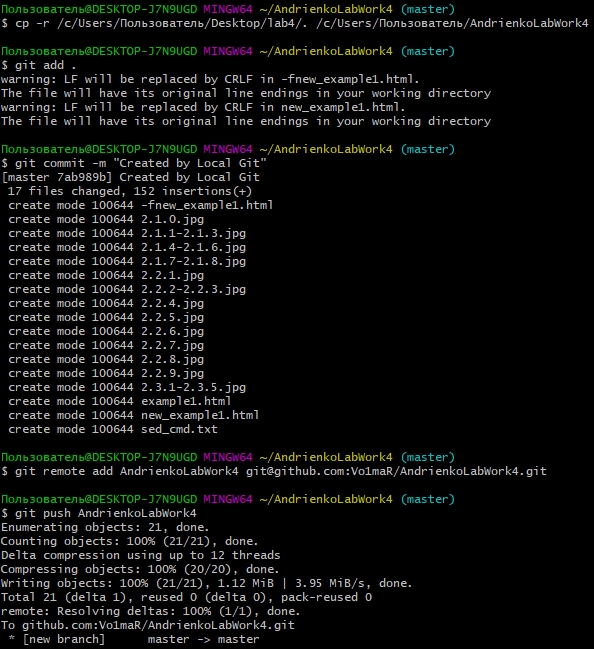 Пользователь@DESKTOP-J7N9UGD MINGW64 ~/AndrienkoLabWork4 (master)
$ cp -r /c/Users/Пользователь/Desktop/lab4/. /c/Users/Пользователь/AndrienkoLabWork4
Пользователь@DESKTOP-J7N9UGD MINGW64 ~/AndrienkoLabWork4 (master)
$ git add .
warning: LF will be replaced by CRLF in -fnew_example1.html.
The file will have its original line endings in your working directory
warning: LF will be replaced by CRLF in new_example1.html.
The file will have its original line endings in your working directory
Пользователь@DESKTOP-J7N9UGD MINGW64 ~/AndrienkoLabWork4 (master)
$ git commit -m "Created by Local Git"
[master 7ab989b] Created by Local Git
17 files changed, 152 insertions(+)
create mode 100644 -fnew_example1.html
create mode 100644 2.1.0.jpg
create mode 100644 2.1.1-2.1.3.jpg
create mode 100644 2.1.4-2.1.6.jpg
create mode 100644 2.1.7-2.1.8.jpg
create mode 100644 2.2.1.jpg
create mode 100644 2.2.2-2.2.3.jpg
create mode 100644 2.2.4.jpg
create mode 100644 2.2.5.jpg
create mode 100644 2.2.6.jpg
create mode 100644 2.2.7.jpg
create mode 100644 2.2.8.jpg
create mode 100644 2.2.9.jpg
create mode 100644 2.3.1-2.3.5.jpg
create mode 100644 example1.html
create mode 100644 new_example1.html
create mode 100644 sed_cmd.txt
Пользователь@DESKTOP-J7N9UGD MINGW64 ~/AndrienkoLabWork4 (master)
$ git remote add AndrienkoLabWork4 git@github.com:Vo1maR/AndrienkoLabWork4.git
Пользователь@DESKTOP-J7N9UGD MINGW64 ~/AndrienkoLabWork4 (master)
$ git push AndrienkoLabWork4
Enumerating objects: 21, done.
Counting objects: 100% (21/21), done.
Delta compression using up to 12 threads
Compressing objects: 100% (20/20), done.
Writing objects: 100% (21/21), 1.12 MiB | 3.95 MiB/s, done.
Total 21 (delta 1), reused 0 (delta 0), pack-reused 0
remote: Resolving deltas: 100% (1/1), done.
To github.com:Vo1maR/AndrienkoLabWork4.git
* [new branch]      master -> master